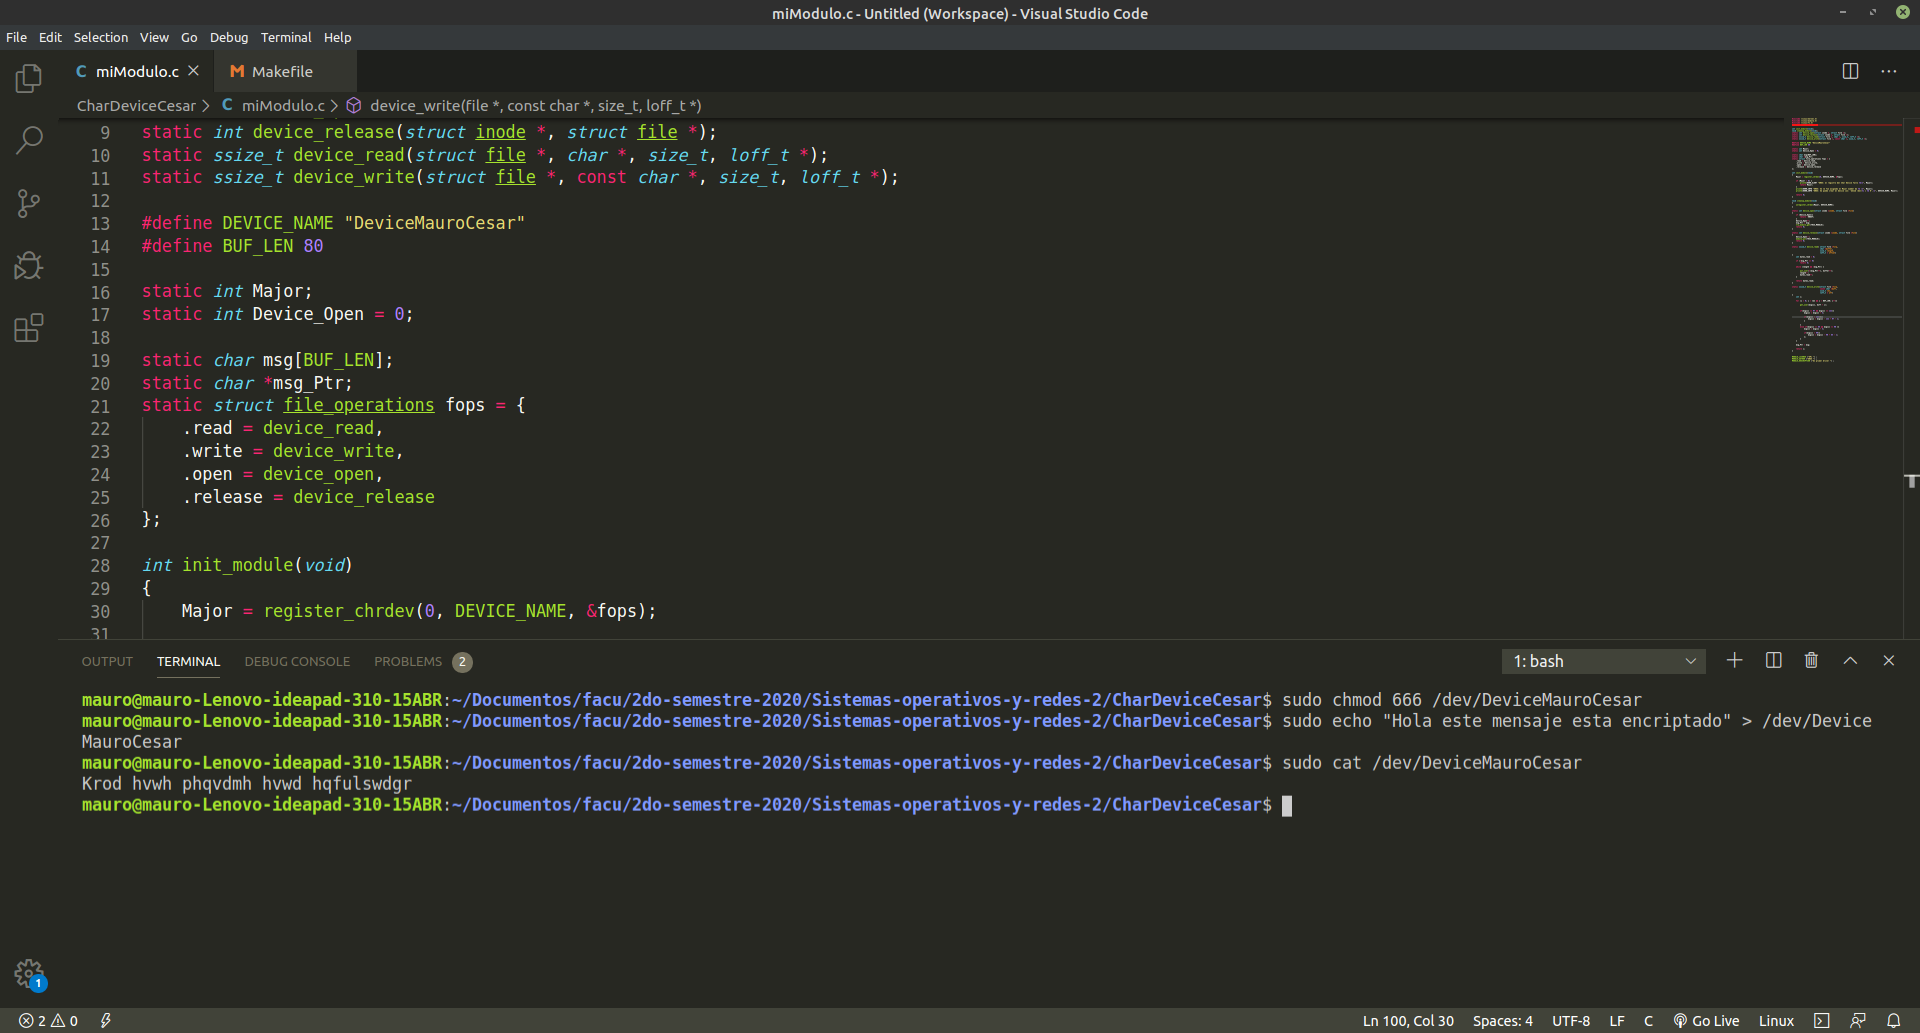 miModulo.c - Untitled (Workspace) - Visual Studio Code
File Edit Selection View Go Debug Terminal Help
C miModulo.c M Makefile
CharDeviceCesar > C miModulo.c > device_write(file *, const char *, size_t, loff_t *)
9 static int device_release(struct inode *, struct file *);
10 static ssize_t device_read(struct file *, char *, size_t, loff_t *);
11 static ssize_t device_write(struct file *, const char *, size_t, loff_t *);
12
13 #define DEVICE_NAME "DeviceMauroCesar"
14 #define BUF_LEN 80
15
16 static int Major;
17 static int Device_Open = 0;
18
19 static char msg[BUF_LEN];
20 static char *msg_Ptr;
21 static struct file_operations fops = {
22 .read = device_read,
23 .write = device_write,
24 .open = device_open,
25 .release = device_release
26 };
27
28 int init_module(void)
29 {
30 Major = register_chrdev(0, DEVICE_NAME, &fops);
31
OUTPUT TERMINAL DEBUG CONSOLE PROBLEMS 2 1: bash
mauro@mauro-Lenovo-ideapad-310-15ABR:~/Documentos/facu/2do-semestre-2020/Sistemas-operativos-y-redes-2/CharDeviceCesar$ sudo chmod 666 /dev/DeviceMauroCesar
mauro@mauro-Lenovo-ideapad-310-15ABR:~/Documentos/facu/2do-semestre-2020/Sistemas-operativos-y-redes-2/CharDeviceCesar$ sudo echo "Hola este mensaje esta encriptado" > /dev/Device
MauroCesar
mauro@mauro-Lenovo-ideapad-310-15ABR:~/Documentos/facu/2do-semestre-2020/Sistemas-operativos-y-redes-2/CharDeviceCesar$ sudo cat /dev/DeviceMauroCesar
Krod hvwh phqvdmh hvwd hqfulswdgr
mauro@mauro-Lenovo-ideapad-310-15ABR:~/Documentos/facu/2do-semestre-2020/Sistemas-operativos-y-redes-2/CharDeviceCesar$
1
2 0 Ln 100, Col 30 Spaces: 4 UTF-8 LF C Go Live Linux